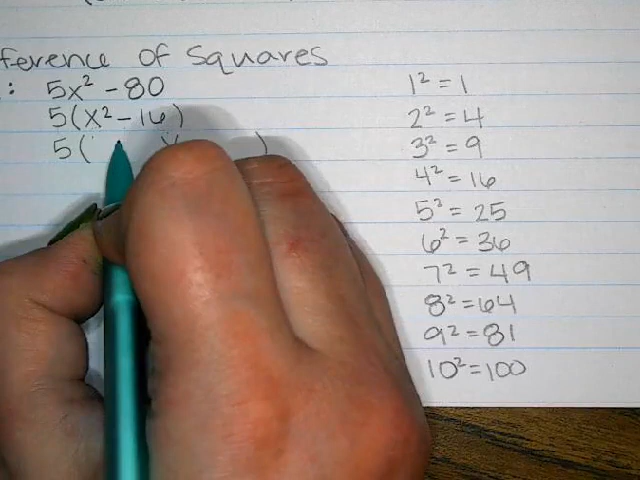 ference of Squares
: 5x² - 80
5(x² - 16)
5( )( )
1² = 1
2² = 4
3² = 9
4² = 16
5² = 25
6² = 36
7² = 49
8² = 64
9² = 81
10² = 100